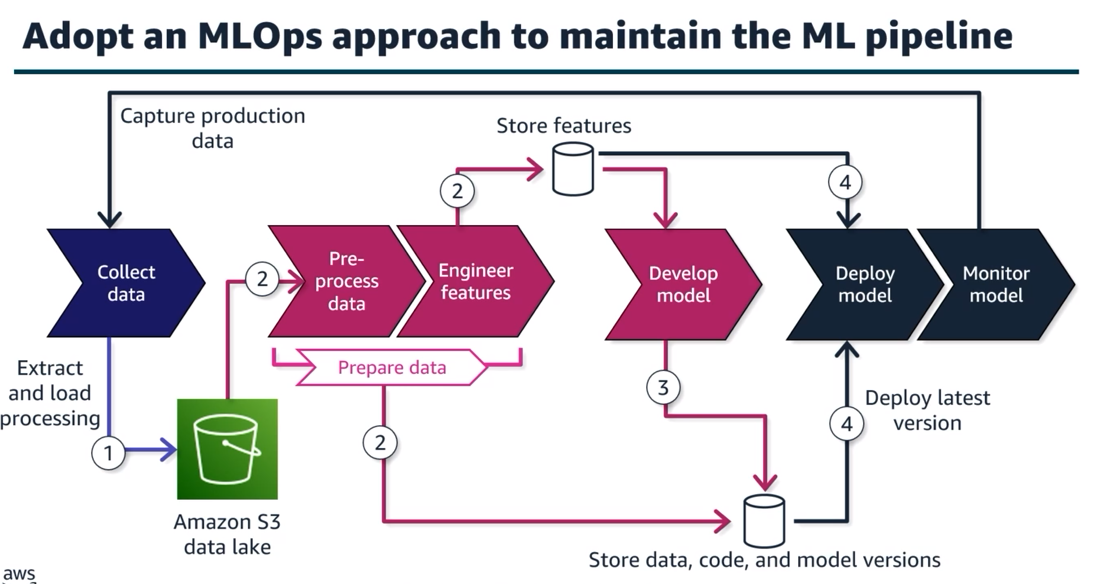 Adopt an MLOps approach to maintain the ML pipeline
Capture production
data
Store features
2
4
Collect
data
2
Pre-
process
data
Engineer
features
Develop
model
Deploy
model
Monitor
model
Extract
and load
processing
Prepare data
3
Deploy latest
version
1
2
4
Amazon S3
data lake
Store data, code, and model versions
aws